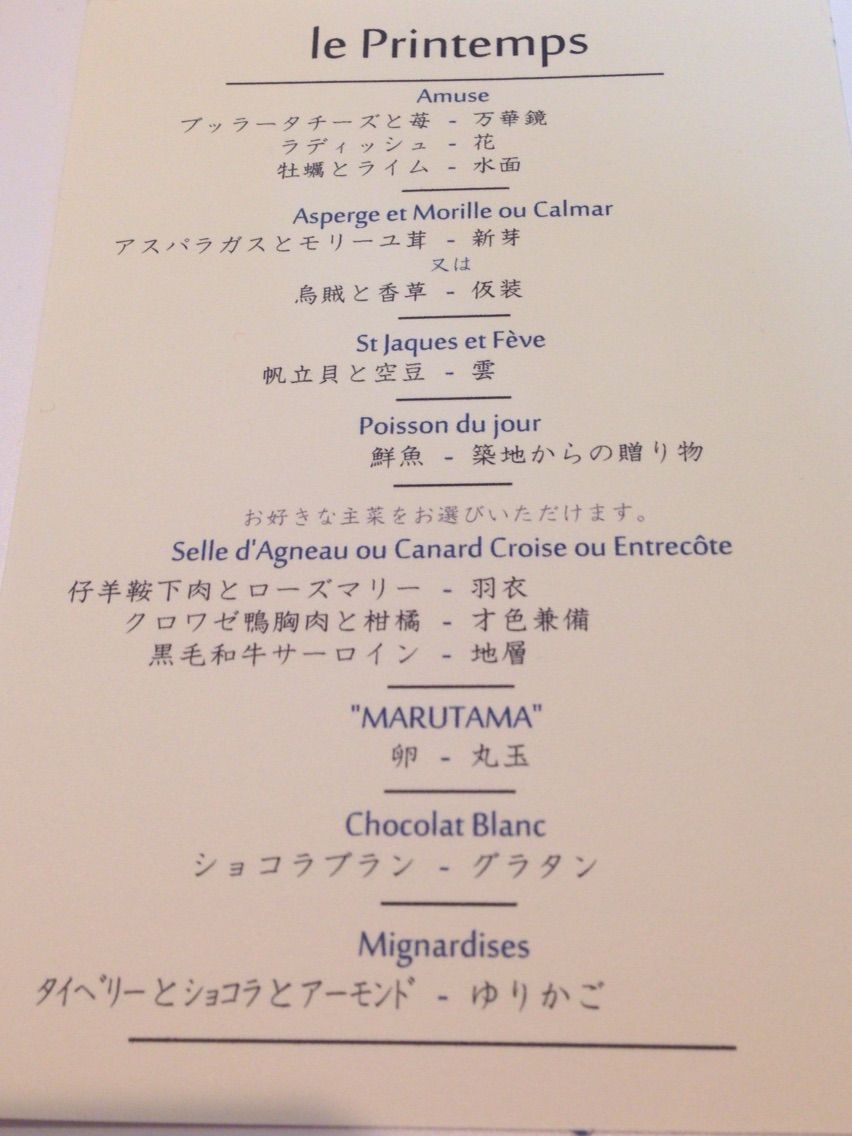 le Printemps
Amuse
ブッラータチーズと苺 - 万華鏡
ラディッシュ - 花
牡蠣とライム - 水面
Asperge et Morille ou Calmar
アスパラガスとモリーユ茸 - 新芽
又は
烏賊と香草 - 仮装
St Jaques et Fève
帆立貝と空豆 - 雲
Poisson du jour
鮮魚 - 築地からの贈り物
お好きな主菜をお選びいただけます。
Selle d'Agneau ou Canard Croise ou Entrecôte
仔羊鞍下肉とローズマリー - 羽衣
クロワゼ鴨胸肉と柑橘 - 才色兼備
黒毛和牛サーロイン - 地層
"MARUTAMA"
卵 - 丸玉
Chocolat Blanc
ショコラブラン - グラタン
Mignardises
タイベリーとショコラとアーモンド - ゆりかご